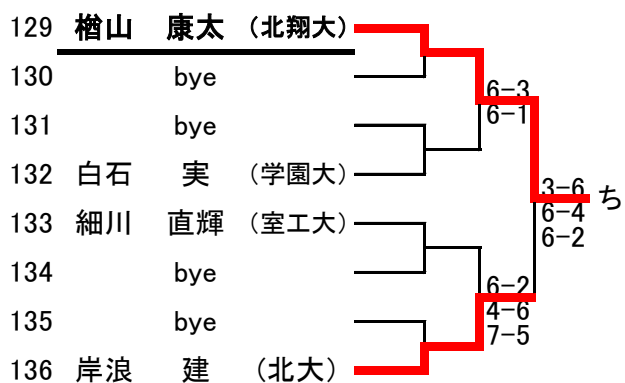 129 楢山 康太 (北翔大)
130 bye
131 bye
132 白石 実 (学園大)
133 細川 直輝 (室工大)
134 bye
135 bye
136 岸浪 建 (北大)
6-3
6-1
3-6
6-4
6-2
ち
6-2
4-6
7-5